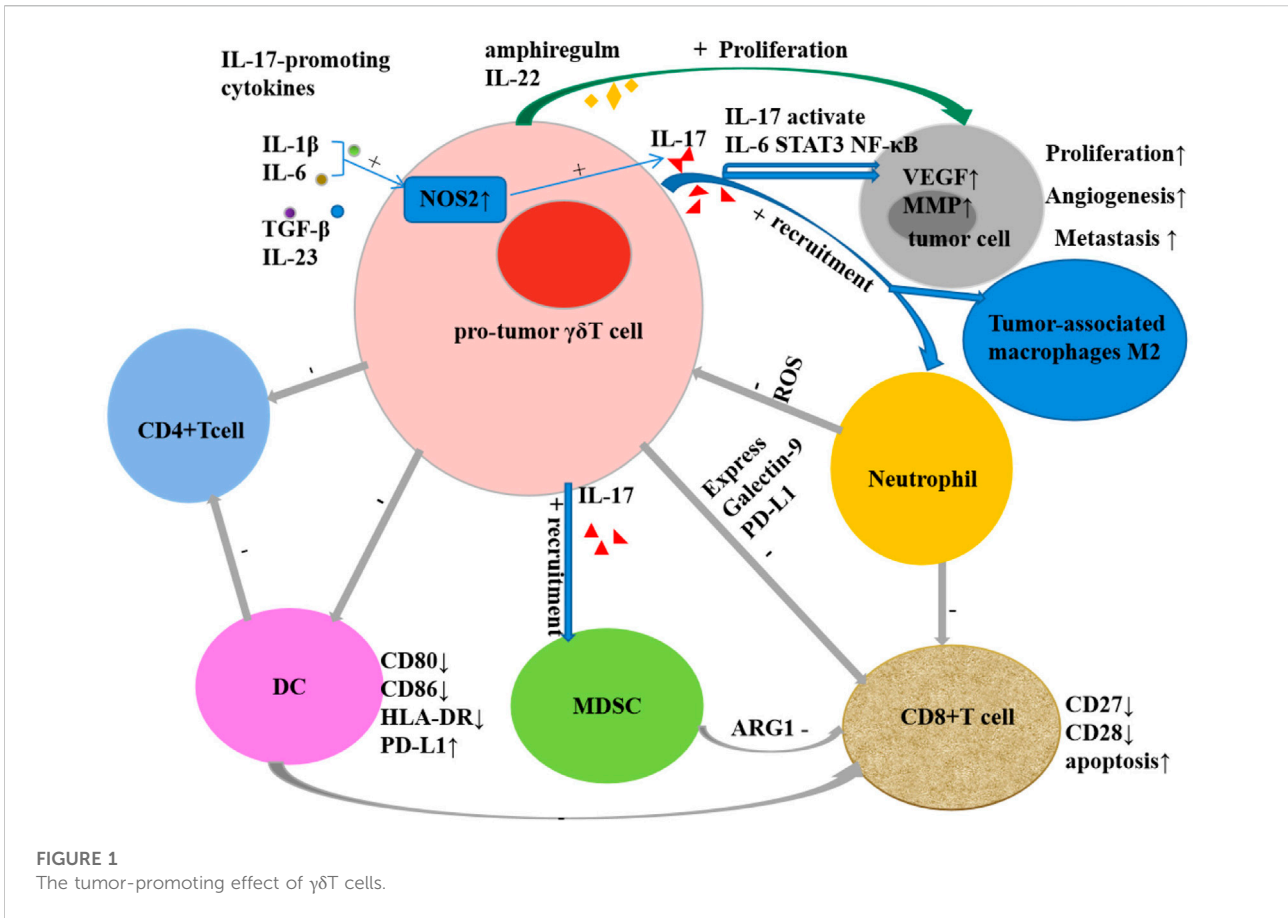 IL-17-promoting
cytokines
IL-1β
IL-6
TGF-β
IL-23
+
NOS2↑
+
amphiregulm
IL-22
+ Proliferation
IL-17
IL-17 activate
IL-6 STAT3 NF-κB
VEGF↑
MMP↑
tumor cell
Proliferation↑
Angiogenesis↑
Metastasis ↑
+ recruitment
Tumor-associated
macrophages M2
pro-tumor γδT cell
-
CD4+Tcell
-
-
- ROS
Neutrophil
Express
Galectin-9
PD-L1
-
IL-17
+ recruitment
-
DC
CD80↓
CD86↓
HLA-DR↓
PD-L1↑
MDSC
ARG1 -
CD8+T cell
CD27↓
CD28↓
apoptosis↑
-
FIGURE 1
The tumor-promoting effect of γδT cells.